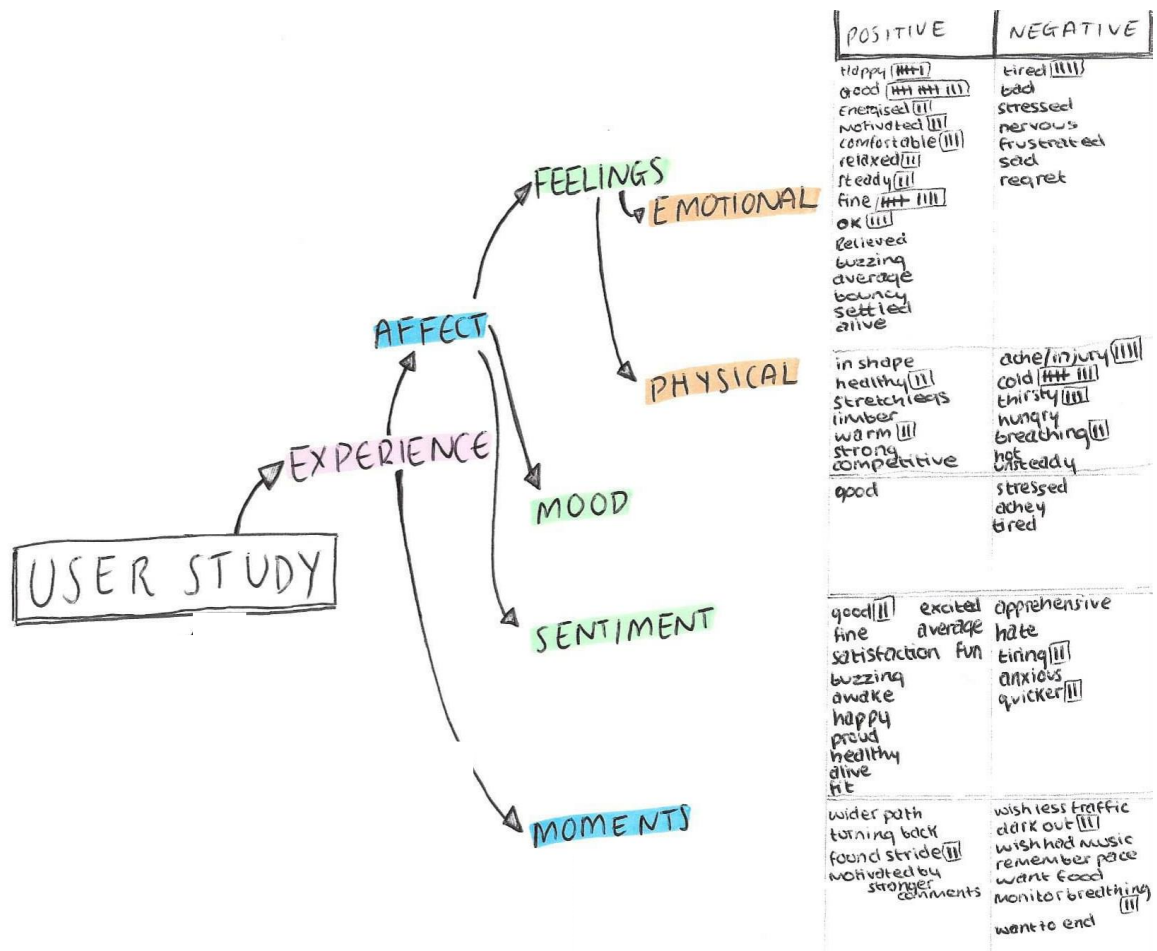 POSITIVE NEGATIVE
Happy
good
Energised
Motivated
comfortable
relaxed
steady
fine
OK
Relieved
buzzing
average
bouncy
settled
alive
tired
bad
stressed
nervous
frustrated
sad
regret
FEELINGS
EMOTIONAL
AFFECT
PHYSICAL
in shape
healthy
stretch legs
limber
warm
strong
competitive
ache/injury
cold
thirsty
hungry
breathing
hot
unsteady
EXPERIENCE
MOOD
good
stressed
achey
tired
USER STUDY
SENTIMENT
good excited
fine average
satisfaction fun
buzzing
awake
happy
proud
healthy
alive
fit
apprehensive
hate
tiring
anxious
quicker
MOMENTS
wider path
turning back
found stride
motivated by
stranger
comments
wish less traffic
dark out
wish had music
remember pace
want food
monitor breathing
want to end